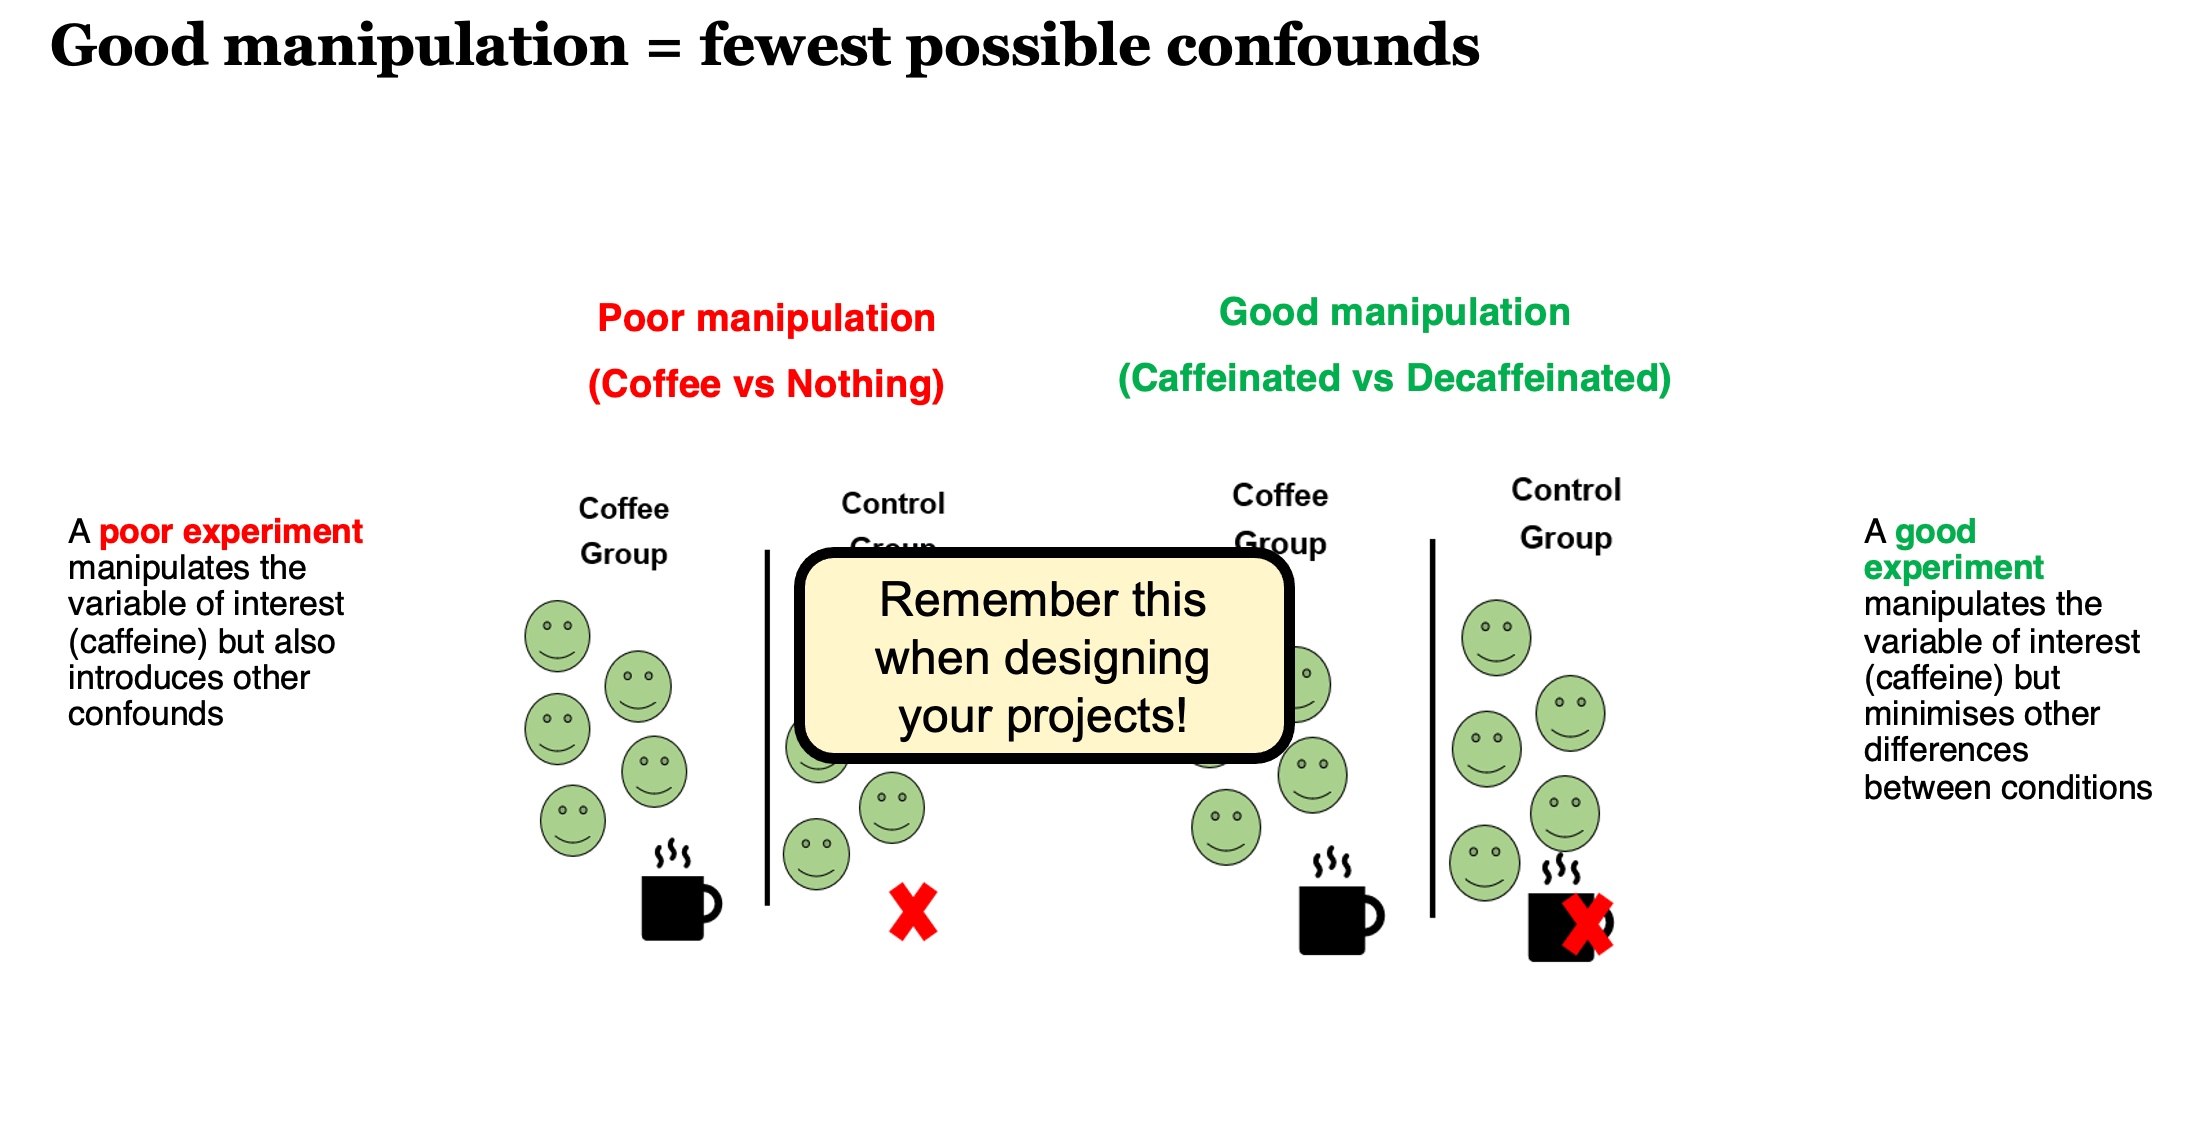 Good manipulation = fewest possible confounds
Poor manipulation
(Coffee vs Nothing)
Good manipulation
(Caffeinated vs Decaffeinated)
A poor experiment
manipulates the
variable of interest
(caffeine) but also
introduces other
confounds
Coffee
Group
Control
Group
Remember this
when designing
your projects!
Coffee
Group
Control
Group
A good
experiment
manipulates the
variable of interest
(caffeine) but
minimises other
differences
between conditions